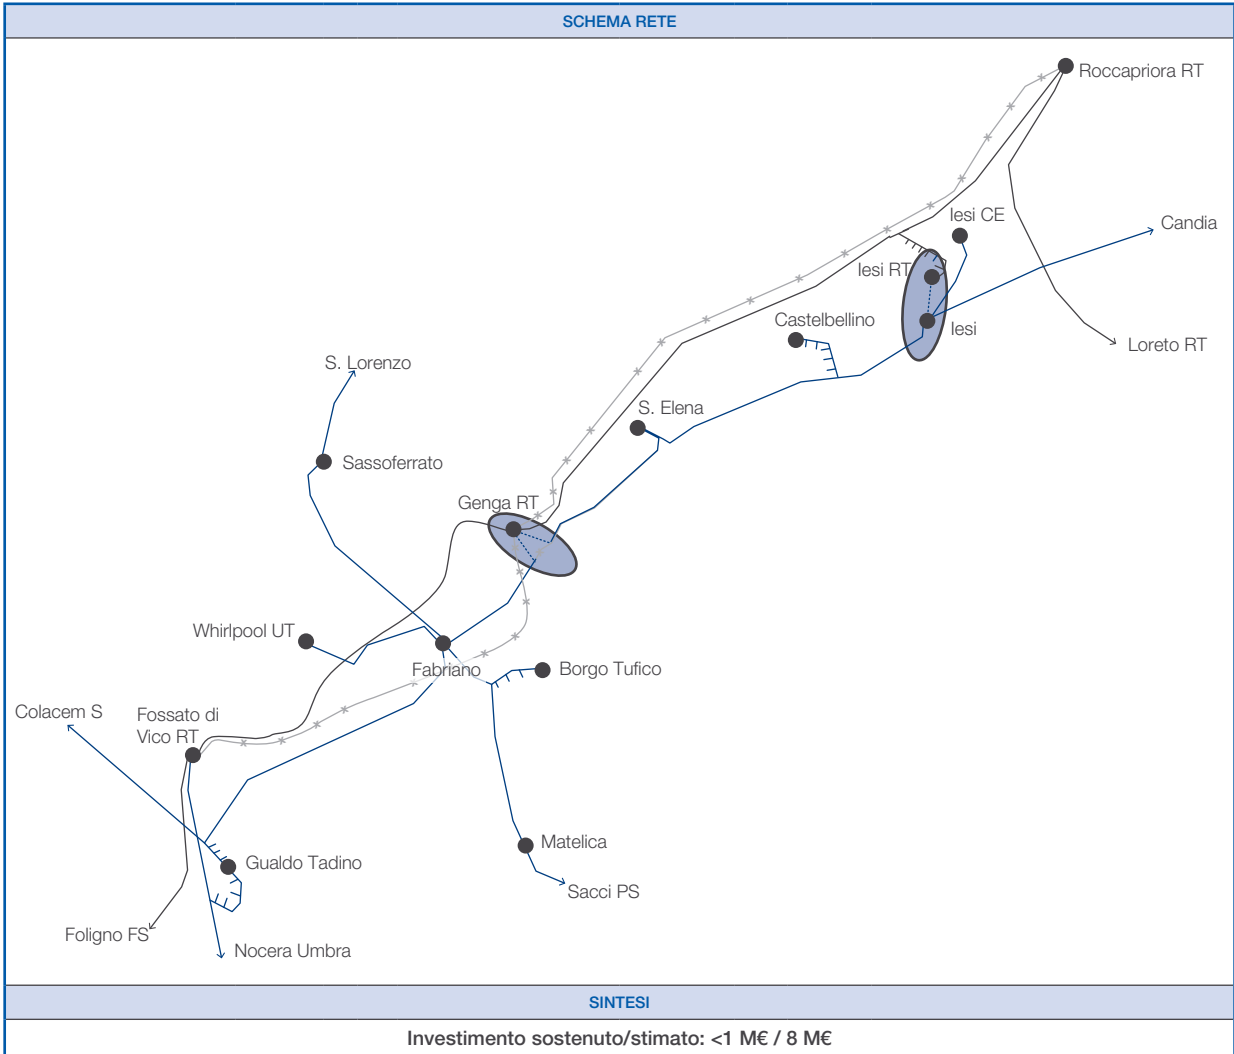 SCHEMA RETE
Roccapriora RT
Iesi CE
Candia
Iesi RT
Castelbellino
Iesi
Loreto RT
S. Lorenzo
S. Elena
Sassoferrato
Genga RT
Whirlpool UT
Fabriano
Borgo Tufico
Colacem S
Fossato di
Vico RT
Matelica
Gualdo Tadino
Sacci PS
Foligno FS
Nocera Umbra
SINTESI
Investimento sostenuto/stimato: <1 M€ / 8 M€